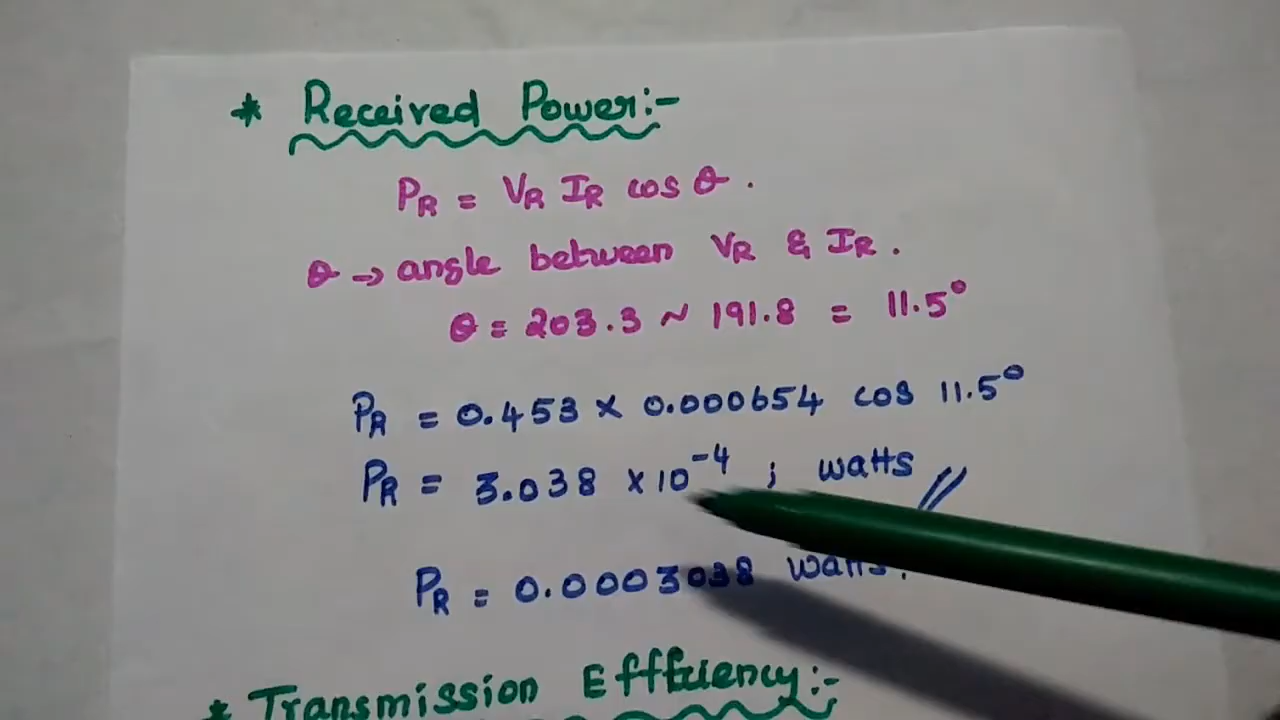 * Received Power:-
PR = VR IR cos θ.
θ → angle between VR & IR.
θ = 203.3 ~ 191.8 = 11.5°
PR = 0.453 × 0.000654 cos 11.5°
PR = 3.038 × 10⁻⁴ ; watts //
PR = 0.0003038 watts.
* Transmission Efffuciency:-